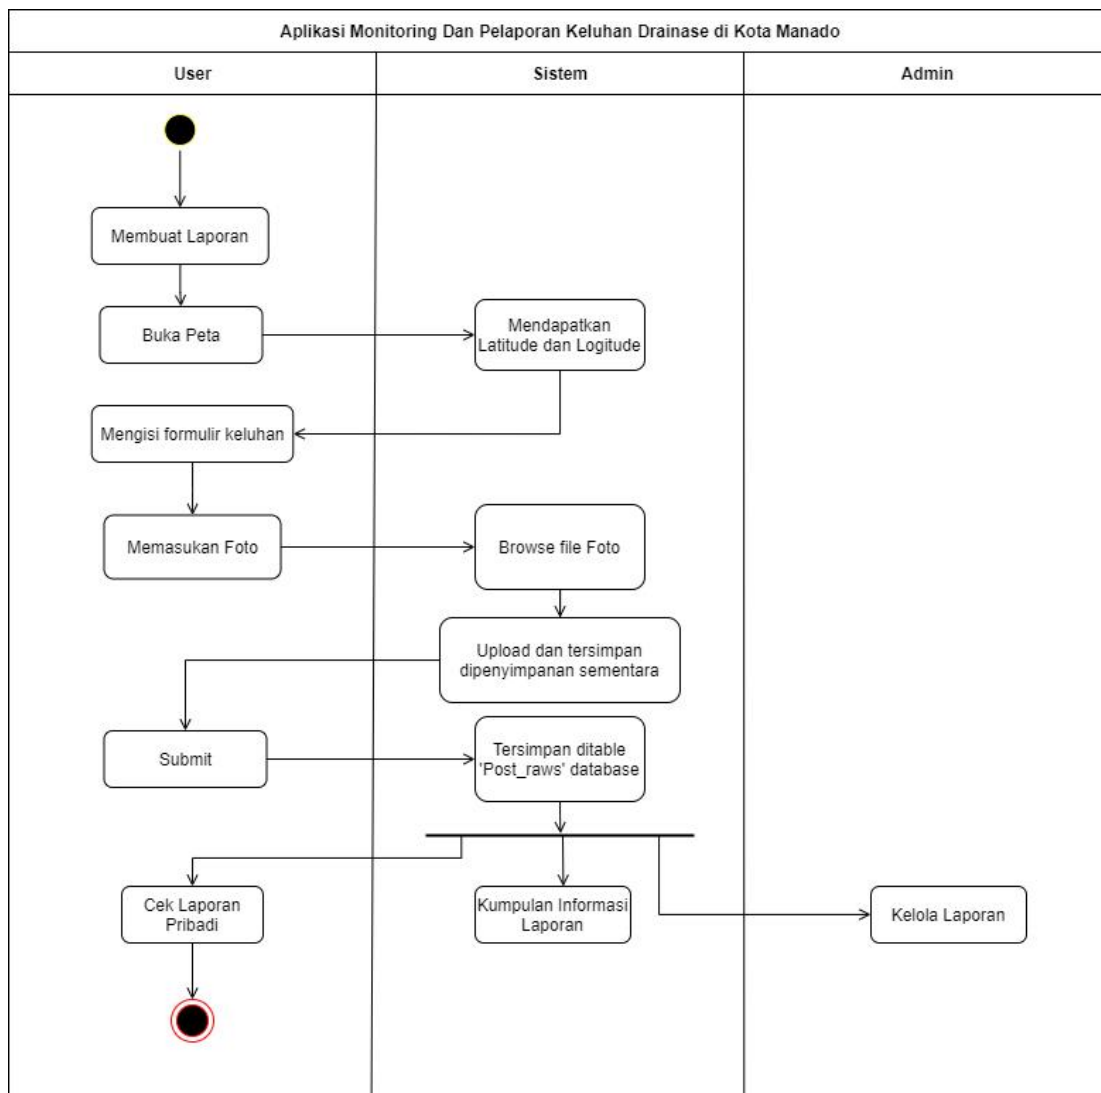 Aplikasi Monitoring Dan Pelaporan Keluhan Drainase di Kota Manado
User
Sistem
Admin
Membuat Laporan
Buka Peta
Mendapatkan
Latitude dan Logitude
Mengisi formulir keluhan
Memasukan Foto
Browse file Foto
Upload dan tersimpan
dipenyimpanan sementara
Submit
Tersimpan ditable
'Post_raws' database
Cek Laporan
Pribadi
Kumpulan Informasi
Laporan
Kelola Laporan